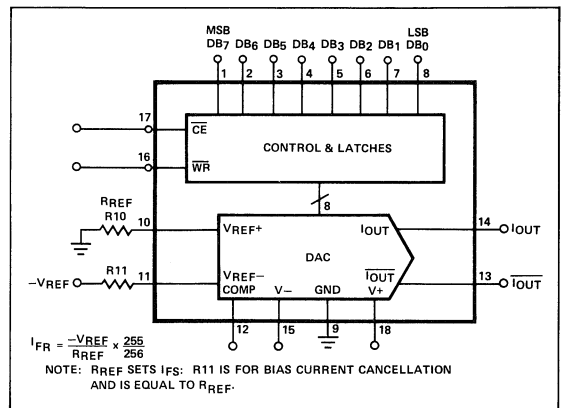 MSB LSB
DB7 DB6 DB5 DB4 DB3 DB2 DB1 DB0
1 2 3 4 5 6 7 8
17 CE
CONTROL & LATCHES
16 WR
8
RREF
R10 10 VREF+ IOUT 14 IOUT
DAC
-VREF R11 11 VREF- IOUT 13 IOUT
COMP V- GND V+
12 15 9 18
IFR = -VREF / RREF × 255 / 256
NOTE: RREF SETS IFS: R11 IS FOR BIAS CURRENT CANCELLATION
AND IS EQUAL TO RREF.